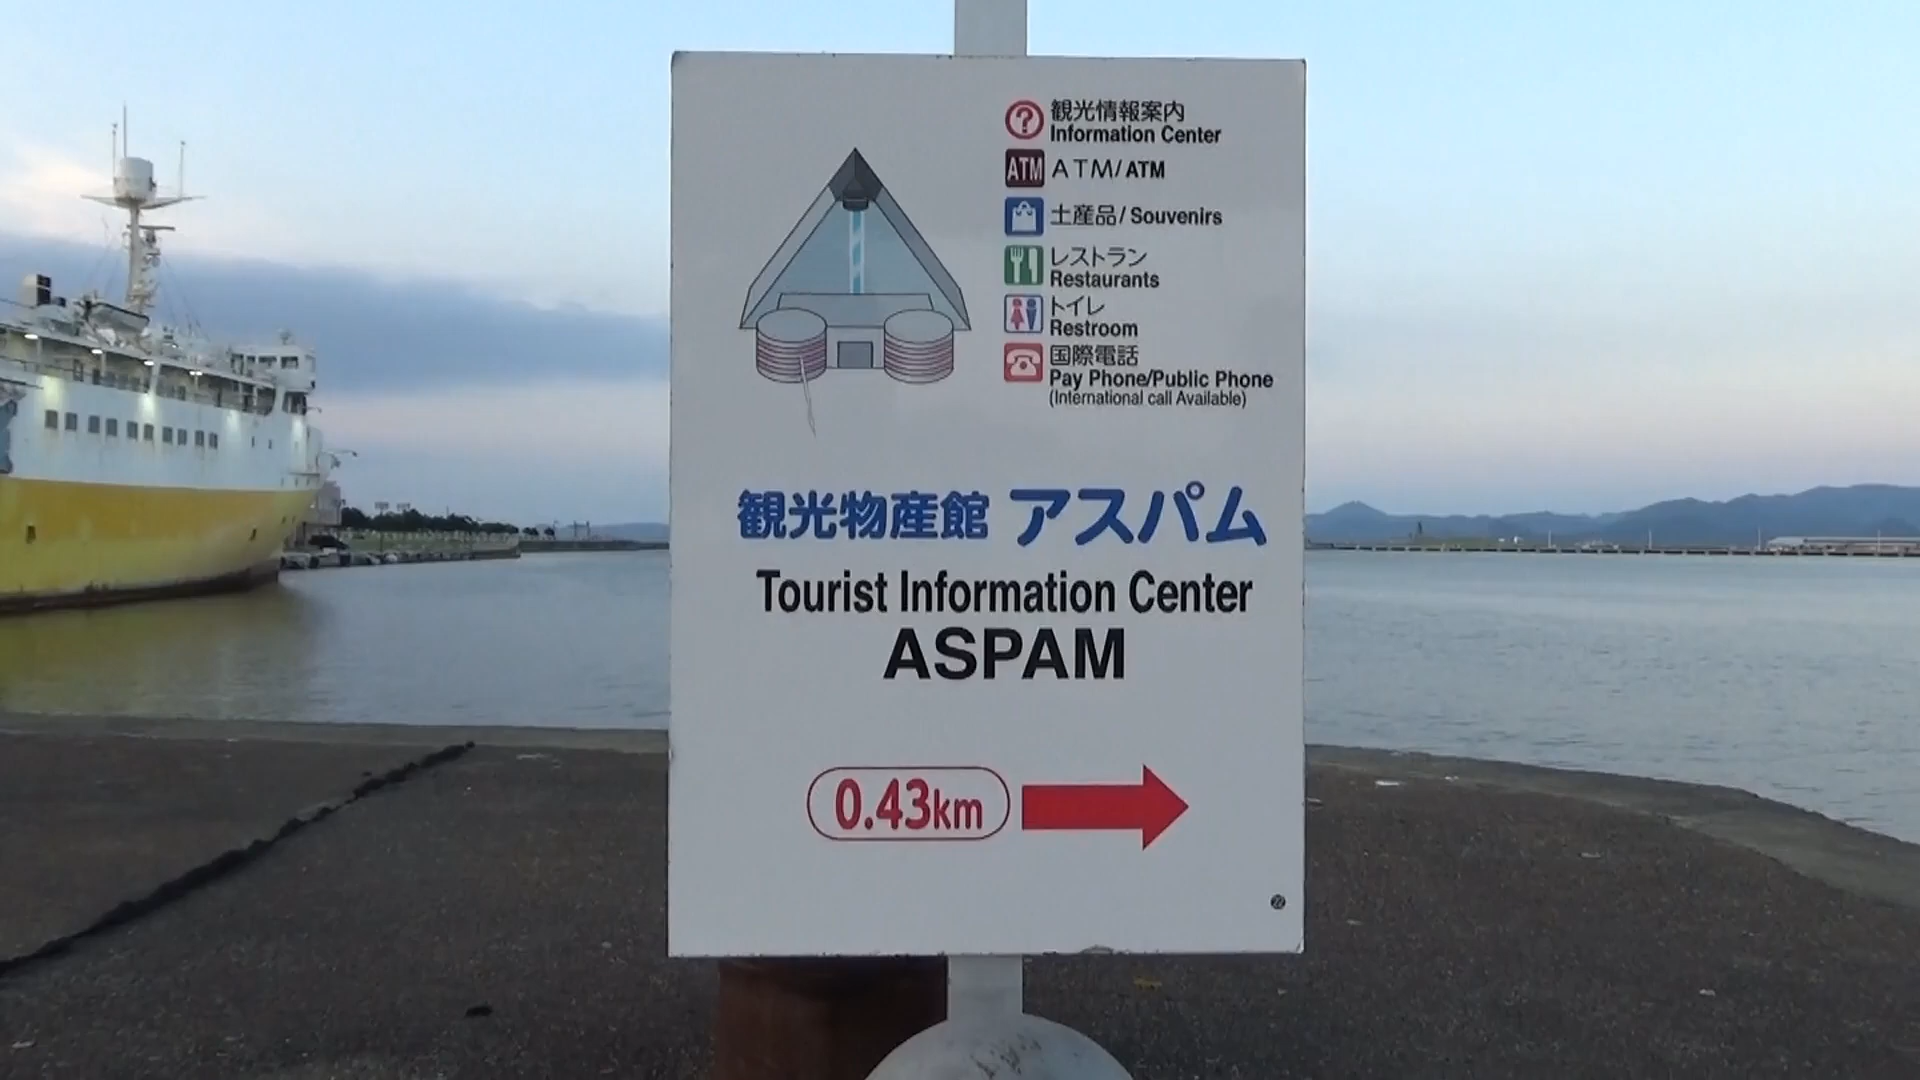 ?
観光情報案内
Information Center
ATM
ATM/ATM
土産品/Souvenirs
レストラン
Restaurants
トイレ
Restroom
国際電話
Pay Phone/Public Phone
(International call Available)
観光物産館 アスパム
Tourist Information Center
ASPAM
0.43km
22